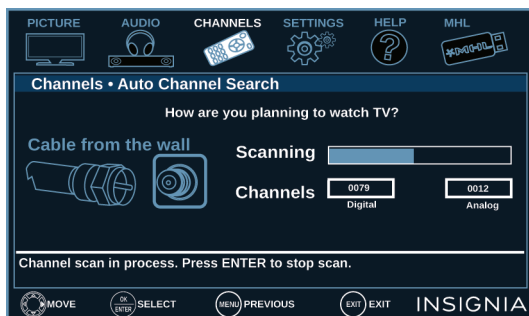 PICTURE AUDIO CHANNELS SETTINGS HELP MHL
MHL
Channels • Auto Channel Search
How are you planning to watch TV?
Cable from the wall
Scanning
Channels 0079 0012
Digital Analog
Channel scan in process. Press ENTER to stop scan.
MOVE OK ENTER SELECT MENU PREVIOUS EXIT EXIT INSIGNIA